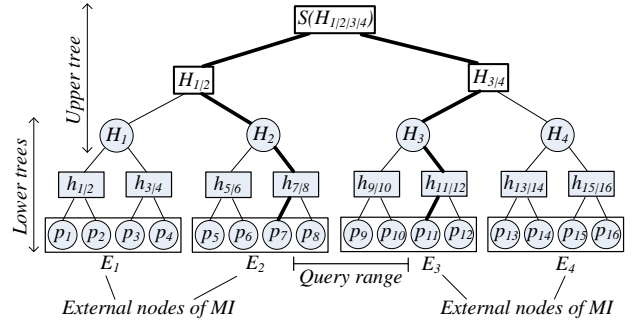 S(H1|2|3|4)
Upper tree
H1|2
H3|4
H1
H2
H3
H4
Lower trees
h1|2
h3|4
h5|6
h7|8
h9|10
h11|12
h13|14
h15|16
p1 p2 p3 p4 p5 p6 p7 p8 p9 p10 p11 p12 p13 p14 p15 p16
E1 E2 E3 E4
Query range
External nodes of MI
External nodes of MI